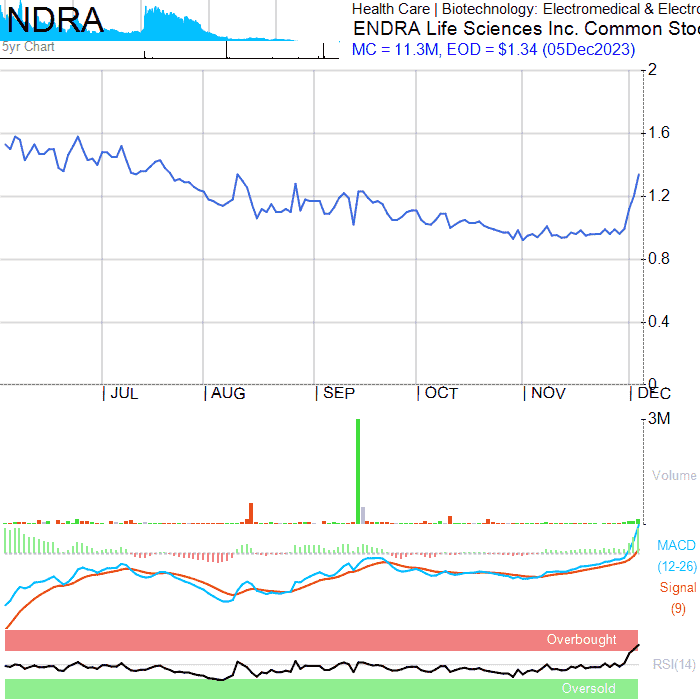 NDRA
5yr Chart
Health Care | Biotechnology: Electromedical & Electro
ENDRA Life Sciences Inc. Common Stoc
MC = 11.3M, EOD = $1.34 (05Dec2023)
2
1.6
1.2
0.8
0.4
0
| JUL | AUG | SEP | OCT | NOV | DEC
3M
Volume
MACD
(12-26)
Signal
(9)
Overbought
RSI(14)
Oversold